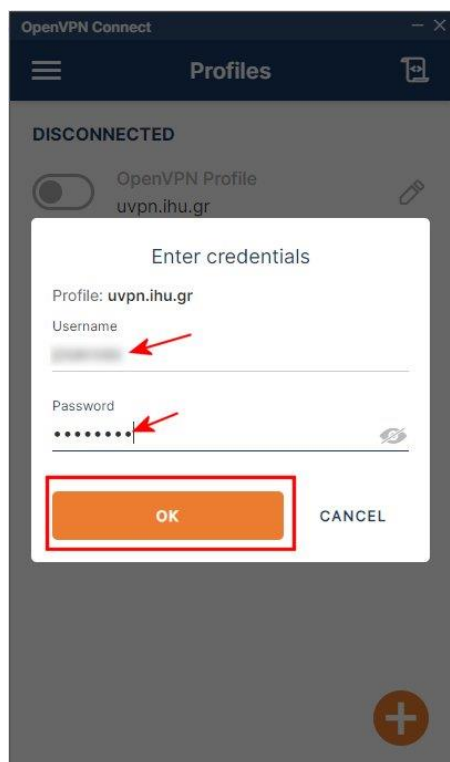 OpenVPN Connect
Profiles
DISCONNECTED
OpenVPN Profile
uvpn.ihu.gr
Enter credentials
Profile: uvpn.ihu.gr
Username
Password
••••••••
OK
CANCEL